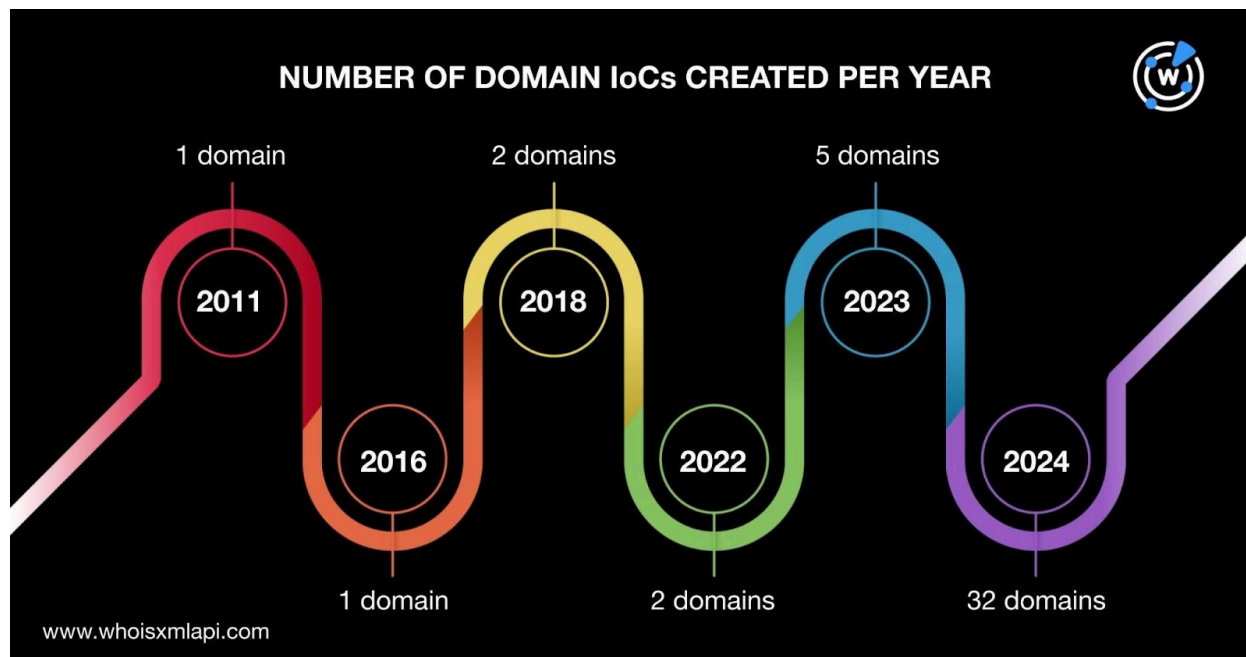 NUMBER OF DOMAIN IoCs CREATED PER YEAR
W
1 domain
2 domains
5 domains
2011
2018
2023
2016
2022
2024
1 domain
2 domains
32 domains
www.whoisxmlapi.com